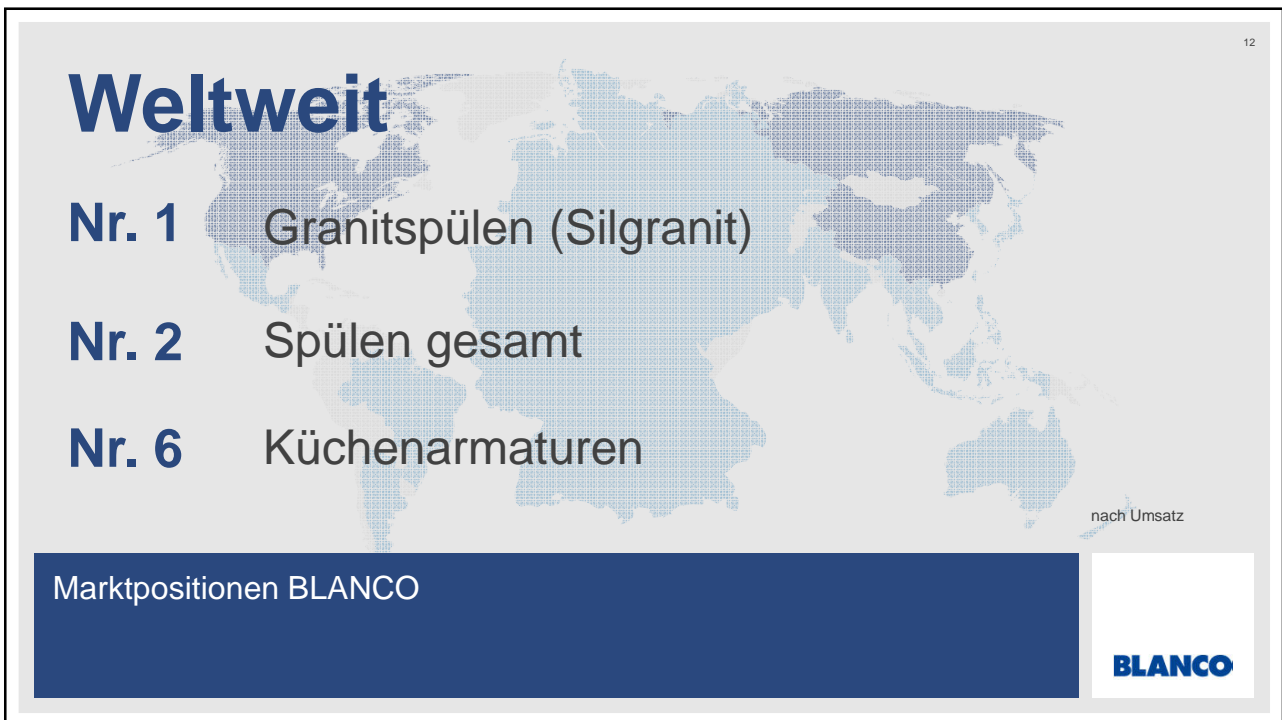 12
Weltweit
Nr. 1 Granitspülen (Silgranit)
Nr. 2 Spülen gesamt
Nr. 6 Küchenarmaturen
nach Umsatz
Marktpositionen BLANCO
BLANCO